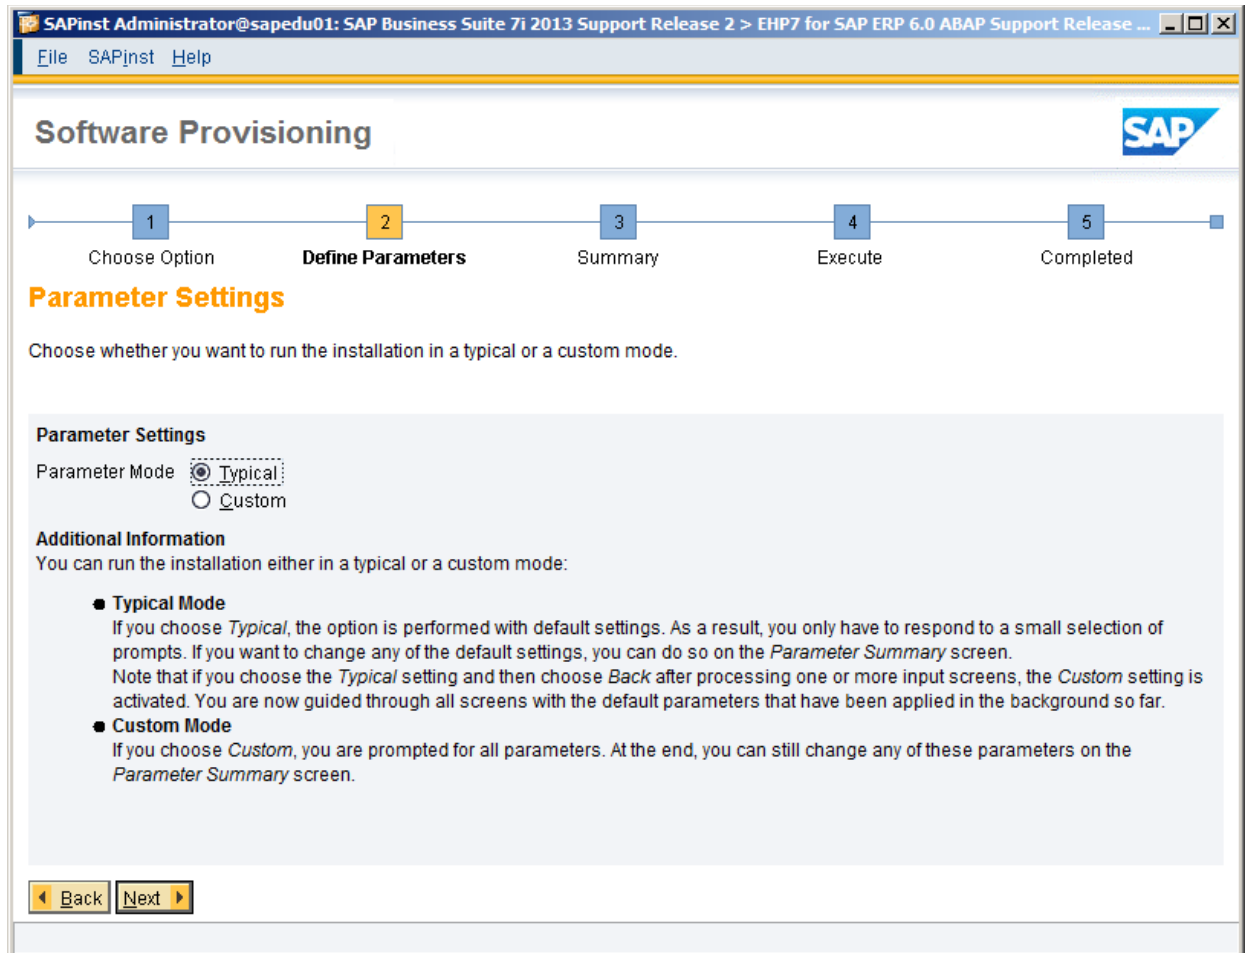 SAPinst Administrator@sapedu01: SAP Business Suite 7i 2013 Support Release 2 > EHP7 for SAP ERP 6.0 ABAP Support Release ...
File SAPinst Help
Software Provisioning
SAP
1 2 3 4 5
Choose Option Define Parameters Summary Execute Completed
Parameter Settings
Choose whether you want to run the installation in a typical or a custom mode.
Parameter Settings
Parameter Mode Typical
Custom
Additional Information
You can run the installation either in a typical or a custom mode:
Typical Mode
If you choose Typical, the option is performed with default settings. As a result, you only have to respond to a small selection of
prompts. If you want to change any of the default settings, you can do so on the Parameter Summary screen.
Note that if you choose the Typical setting and then choose Back after processing one or more input screens, the Custom setting is
activated. You are now guided through all screens with the default parameters that have been applied in the background so far.
Custom Mode
If you choose Custom, you are prompted for all parameters. At the end, you can still change any of these parameters on the
Parameter Summary screen.
Back Next